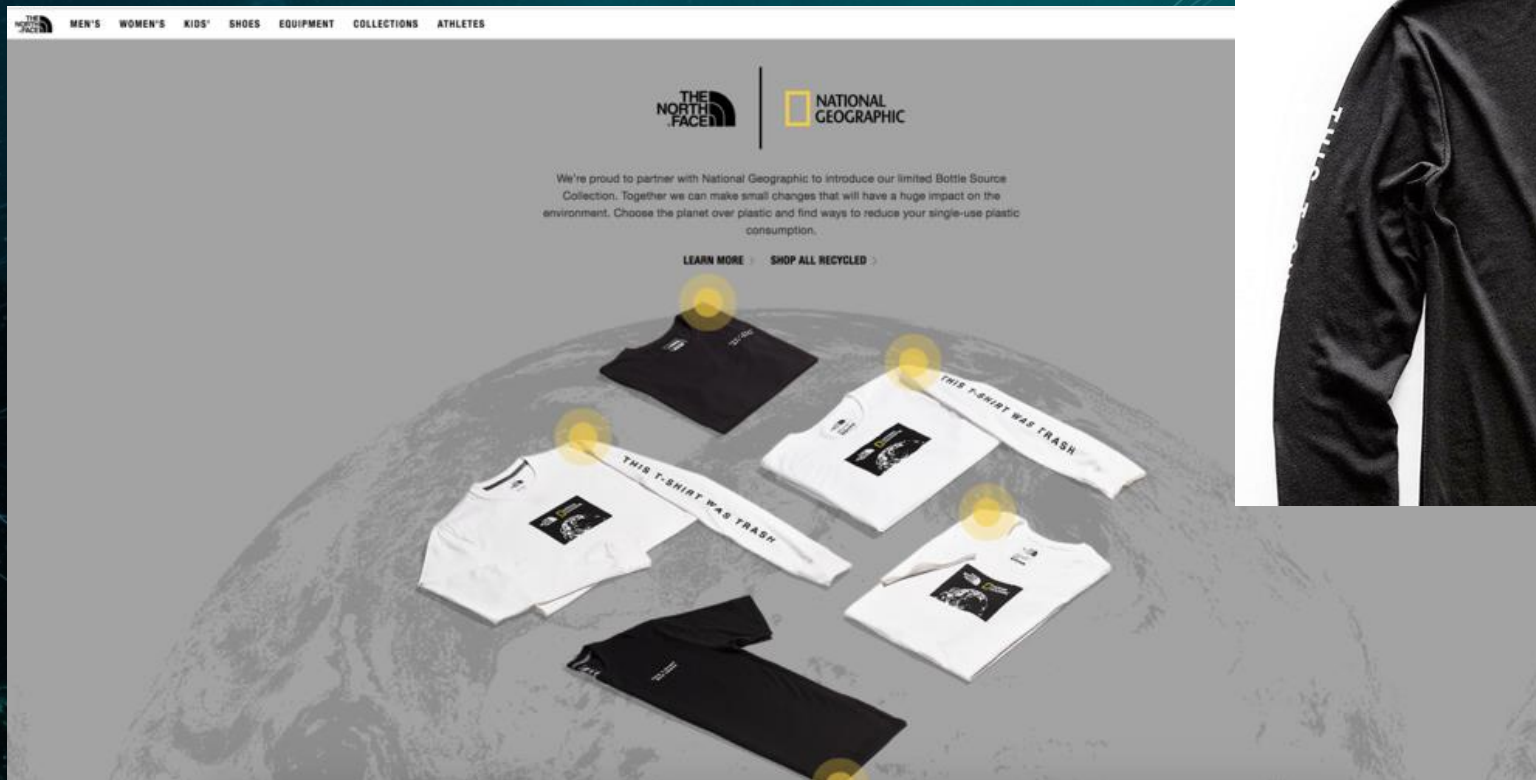 THE
NORTH
FACE
MEN'S WOMEN'S KIDS' SHOES EQUIPMENT COLLECTIONS ATHLETES
THE
NORTH
FACE
NATIONAL
GEOGRAPHIC
We're proud to partner with National Geographic to introduce our limited Bottle Source
Collection. Together we can make small changes that will have a huge impact on the
environment. Choose the planet over plastic and find ways to reduce your single-use plastic
consumption.
LEARN MORE SHOP ALL RECYCLED
THIS T-SHIRT WAS TRASH
THIS T-SHIRT WAS TRASH
THIS